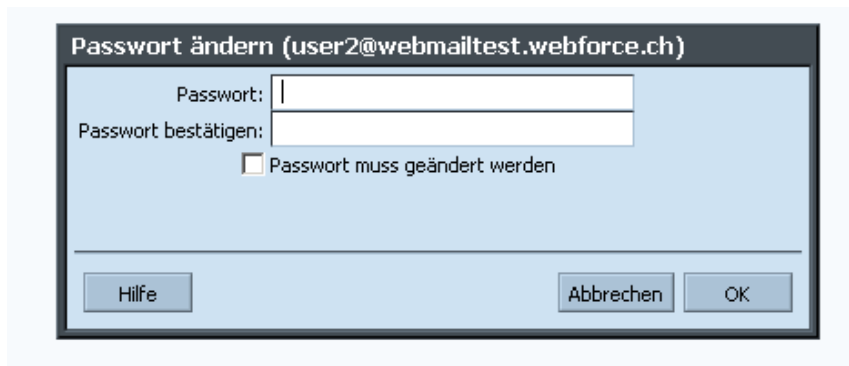 Passwort ändern (user2@webmailtest.webforce.ch)
Passwort:
Passwort bestätigen:
Passwort muss geändert werden
Hilfe Abbrechen OK